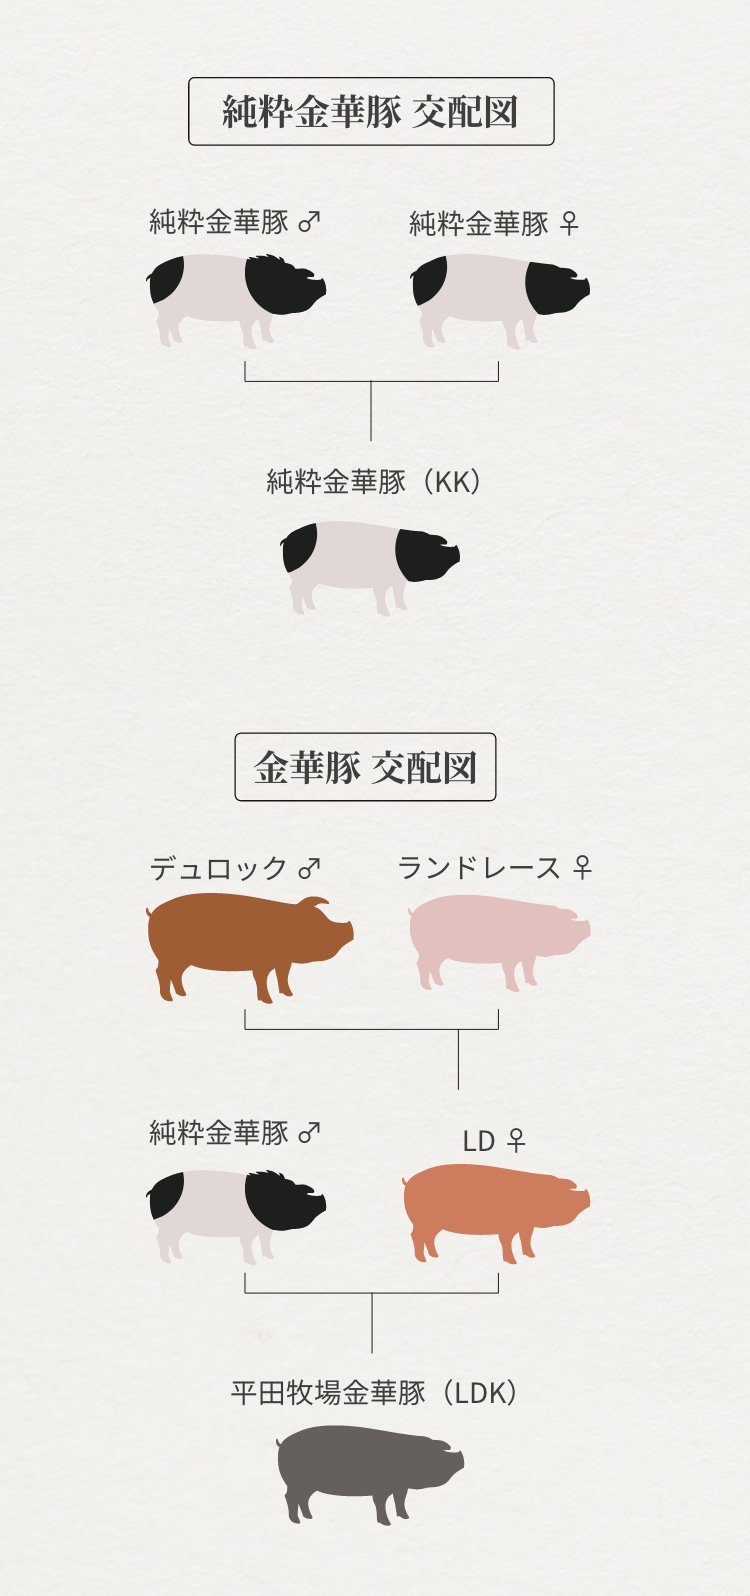 純粋金華豚 交配図
純粋金華豚 ♂
純粋金華豚 ♀
純粋金華豚（KK）
金華豚 交配図
デュロック ♂
ランドレース ♀
純粋金華豚 ♂
LD ♀
平田牧場金華豚（LDK）